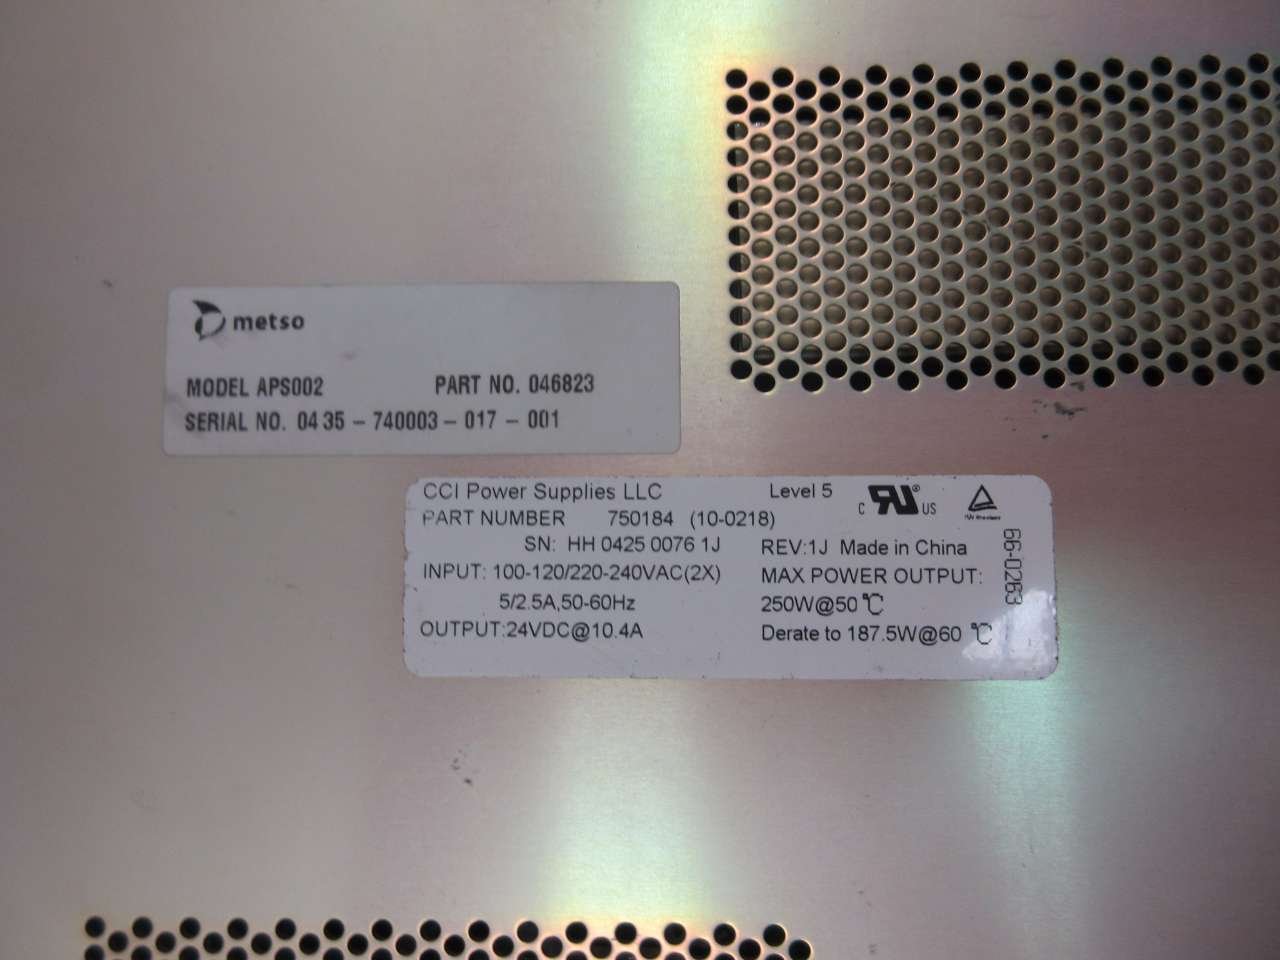 metso
MODEL APS002 PART NO. 046823
SERIAL NO. 04 35 - 740003 - 017 - 001
CCI Power Supplies LLC Level 5 C RU® US
PART NUMBER 750184 (10-0218)
SN: HH 0425 0076 1J REV:1J Made in China
INPUT: 100-120/220-240VAC(2X) MAX POWER OUTPUT:
5/2.5A,50-60Hz 250W@50℃
OUTPUT:24VDC@10.4A Derate to 187.5W@60 ℃
66-0263